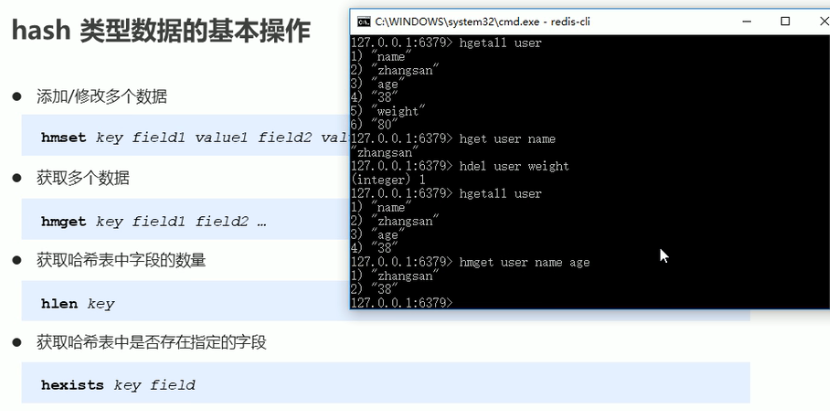 hash 类型数据的基本操作
添加/修改多个数据
hmset key field1 value1 field2
获取多个数据
hmget key field1 field2 …
获取哈希表中字段的数量
hlen key
获取哈希表中是否存在指定的字段
hexists key field
C:\WINDOWS\system32\cmd.exe - redis-cli
127.0.0.1:6379> hgetall user
1) "name"
2) "zhangsan"
3) "age"
4) "38"
5) "weight"
6) "80"
127.0.0.1:6379> hget user name
"zhangsan"
127.0.0.1:6379> hdel user weight
(integer) 1
127.0.0.1:6379> hgetall user
1) "name"
2) "zhangsan"
3) "age"
4) "38"
127.0.0.1:6379> hmget user name age
1) "zhangsan"
2) "38"
127.0.0.1:6379>